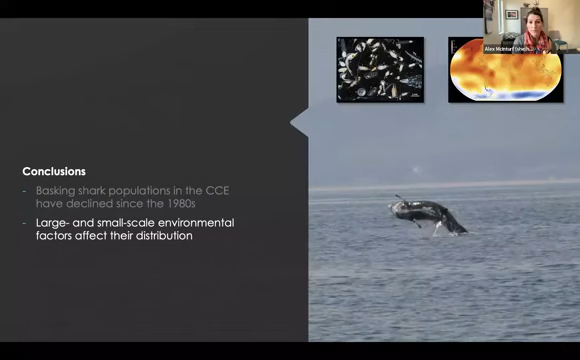 Alex McInturf (she/h...
Conclusions
- Basking shark populations in the CCE
have declined since the 1980s
- Large- and small-scale environmental
factors affect their distribution